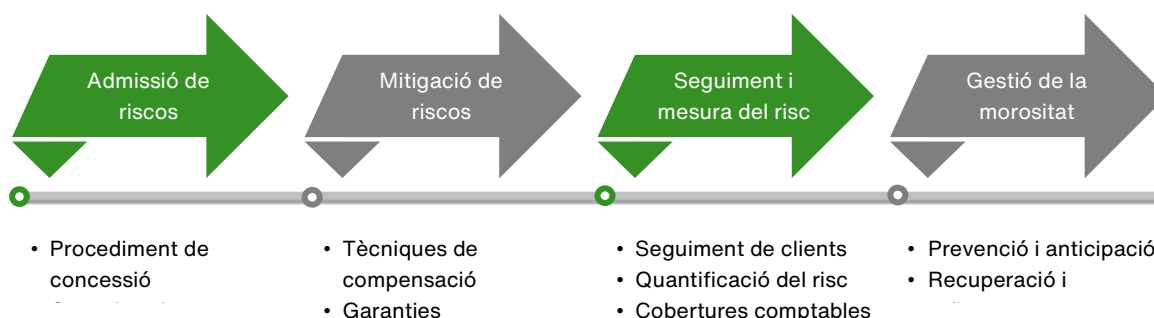 Admissió de
riscos
Mitigació de
riscos
Seguiment i
mesura del risc
Gestió de la
morositat
• Procediment de
concessió
• Tècniques de
compensació
• Garanties
• Seguiment de clients
• Quantificació del risc
• Cobertures comptables
• Prevenció i anticipació
• Recuperació i